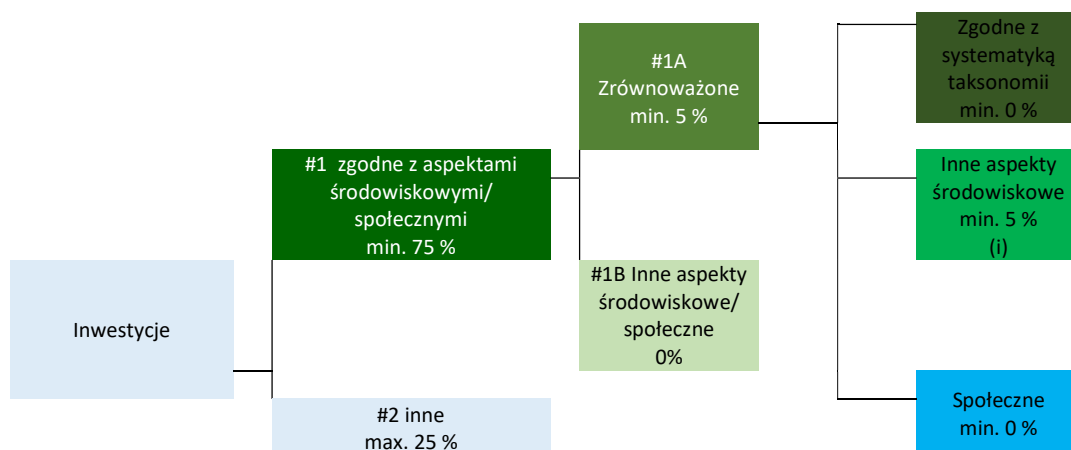 Inwestycje
#1  zgodne z aspektami
środowiskowymi/
społecznymi
min. 75 %
#2 inne
max. 25 %
#1A
Zrównoważone
min. 5 %
#1B Inne aspekty
środowiskowe/
społeczne
0%
Zgodne z
systematyką
taksonomii
min. 0 %
Inne aspekty
środowiskowe
min. 5 %
(i)
Społeczne
min. 0 %